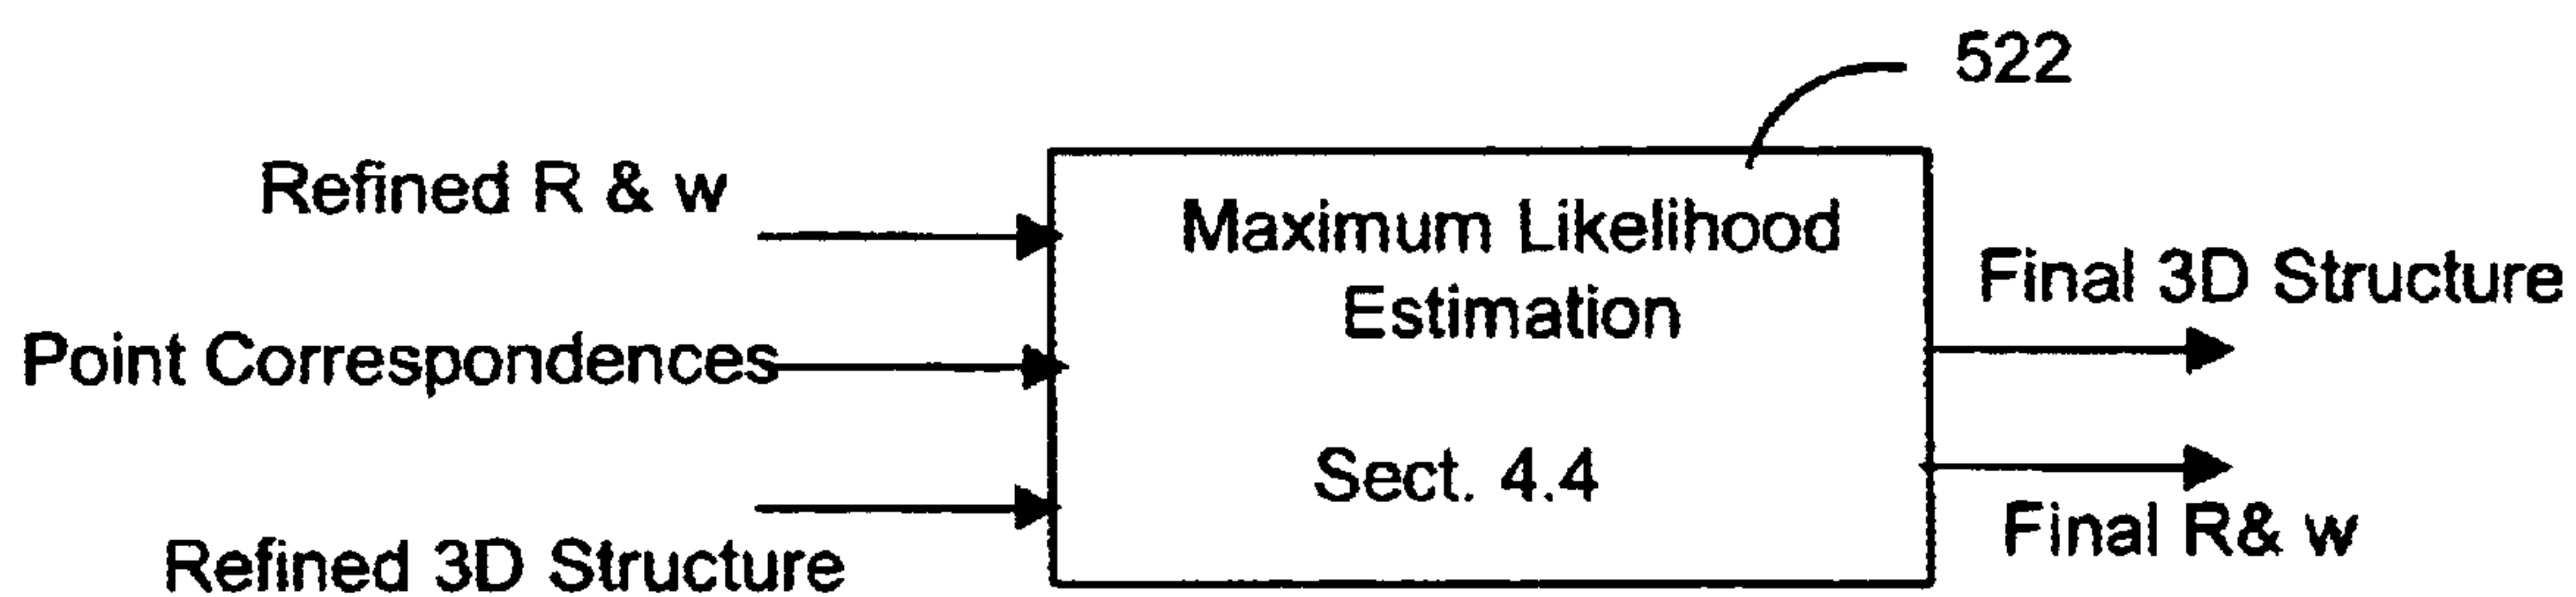 522
Refined R & w
Maximum Likelihood
Estimation
Final 3D Structure
Point Correspondences
Sect. 4.4
Final R& w
Refined 3D Structure